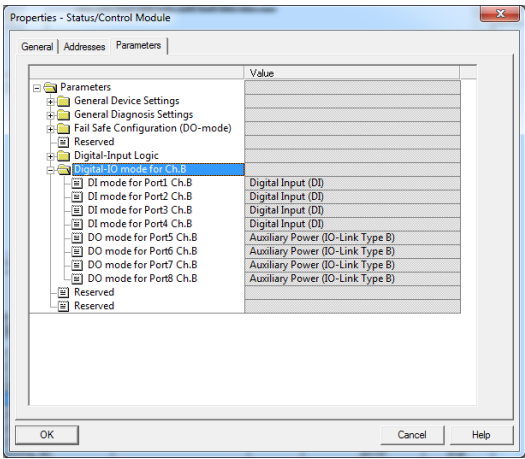 Properties - Status/Control Module
General Addresses Parameters
Value
Parameters
General Device Settings
General Diagnosis Settings
Fail Safe Configuration (DO-mode)
Reserved
Digital-Input Logic
Digital-IO mode for Ch.B
DI mode for Port1 Ch.B Digital Input (DI)
DI mode for Port2 Ch.B Digital Input (DI)
DI mode for Port3 Ch.B Digital Input (DI)
DI mode for Port4 Ch.B Digital Input (DI)
DO mode for Port5 Ch.B Auxiliary Power (IO-Link Type B)
DO mode for Port6 Ch.B Auxiliary Power (IO-Link Type B)
DO mode for Port7 Ch.B Auxiliary Power (IO-Link Type B)
DO mode for Port8 Ch.B Auxiliary Power (IO-Link Type B)
Reserved
Reserved
OK Cancel Help